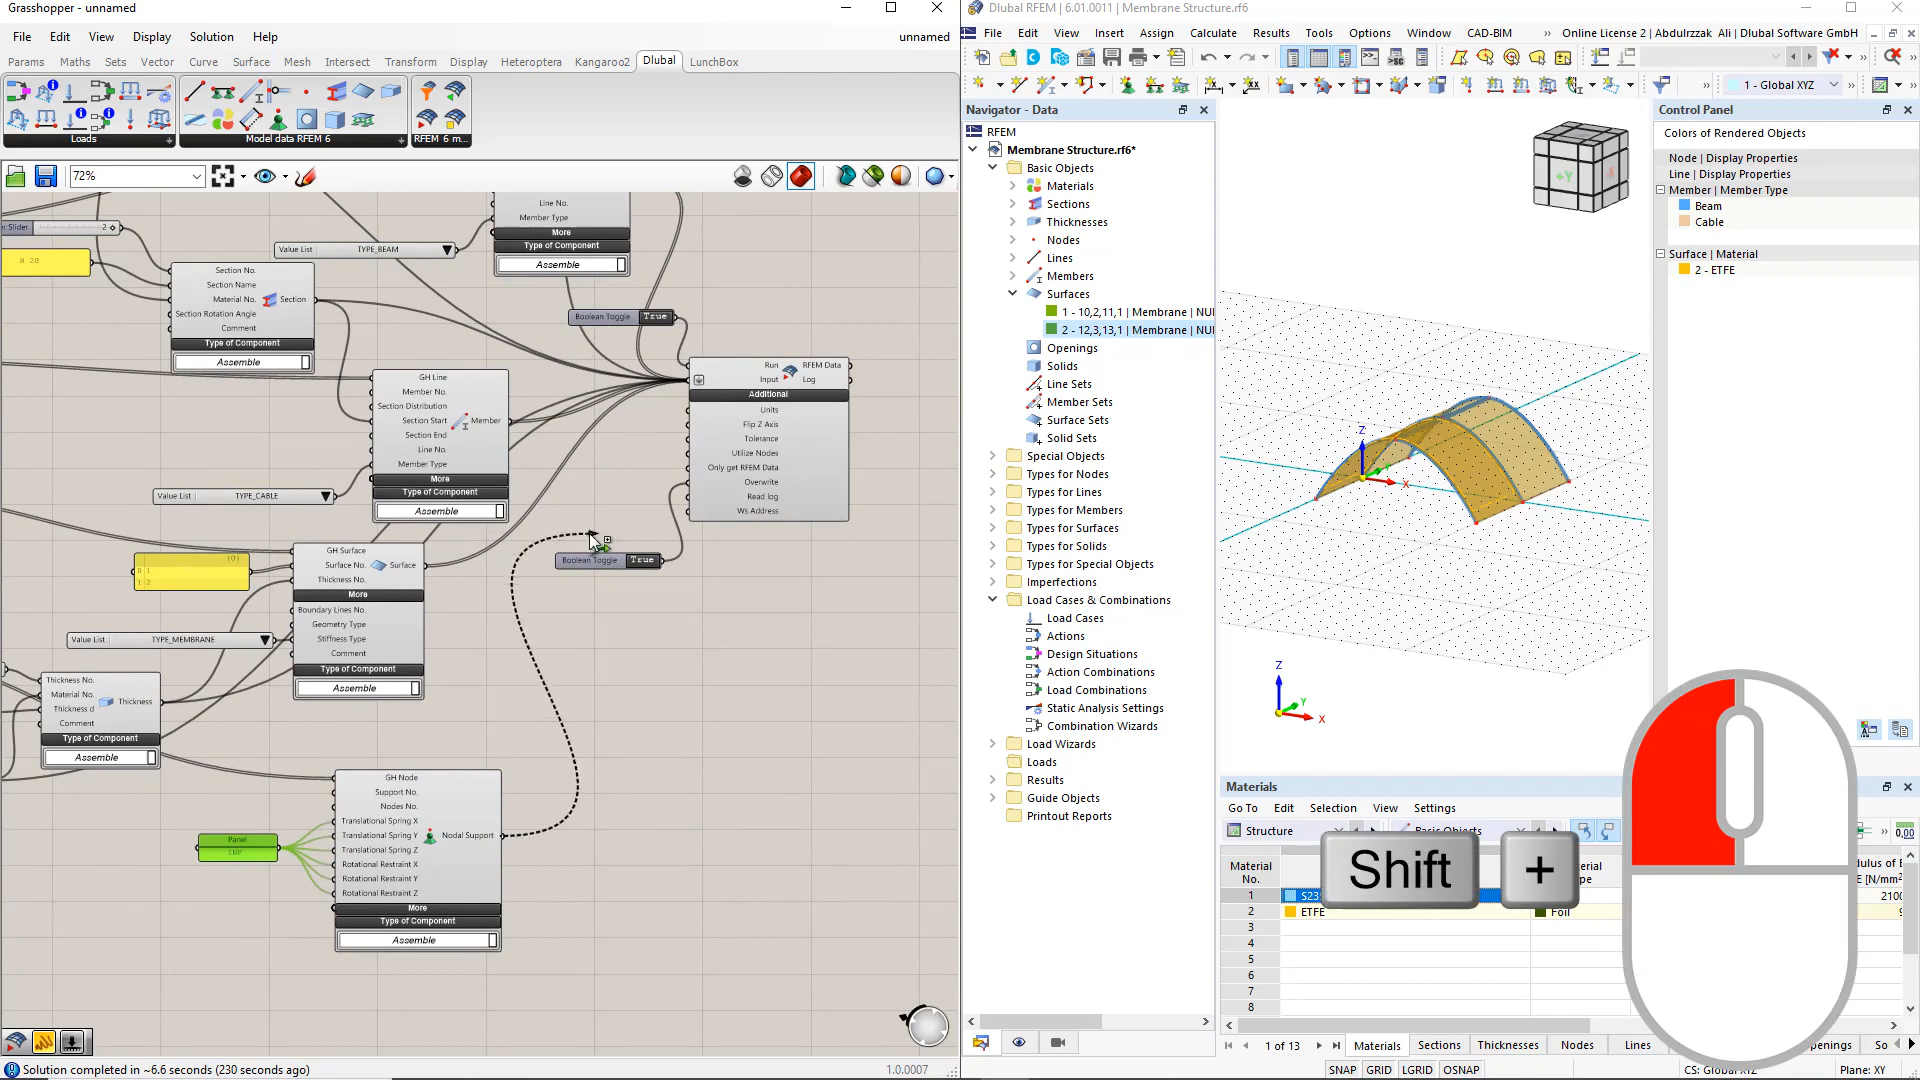 Grasshopper - unnamed
File Edit View Display Solution Help
unnamed
Params Maths Sets Vector Curve Surface Mesh Intersect Transform Display Heteroptera Kangaroo2 Dlubal LunchBox
Loads
Model data RFEM 6
RFEM 6 m...
72%
Line No.
Member Type
More
Type of Component
Assemble
er Slider 2
Value List TYPE_BEAM
R 20
Section No.
Section Name
Material No. Section
Section Rotation Angle
Comment
Type of Component
Assemble
Boolean Toggle True
Run RFEM Data
Input Log
Additional
Units
Flip Z Axis
Tolerance
Utilize Nodes
Only get RFEM Data
Overwrite
Read log
Ws Address
GH Line
Member No.
Section Distribution
Section Start Member
Section End
Line No.
Member Type
More
Type of Component
Assemble
Value List TYPE_CABLE
Boolean Toggle True
GH Surface
Surface No. Surface
Thickness No.
More
Boundary Lines No.
Geometry Type
Stiffness Type
Comment
Type of Component
Assemble
{0}
0 1
1 2
Value List TYPE_MEMBRANE
Thickness No.
Material No. Thickness
Thickness d
Comment
Type of Component
Assemble
GH Node
Support No.
Nodes No.
Translational Spring X
Translational Spring Y Nodal Support
Translational Spring Z
Rotational Restraint X
Rotational Restraint Y
Rotational Restraint Z
More
Type of Component
Assemble
Panel
INF
Solution completed in ~6.6 seconds (230 seconds ago)
1.0.0007
Dlubal RFEM | 6.01.0011 | Membrane Structure.rf6
File Edit View Insert Assign Calculate Results Tools Options Window CAD-BIM » Online License 2 | Abdulrzzak Ali | Dlubal Software GmbH
1 - Global XYZ
Navigator - Data
RFEM
Membrane Structure.rf6*
Basic Objects
Materials
Sections
Thicknesses
Nodes
Lines
Members
Surfaces
1 - 10,2,11,1 | Membrane | NUI
2 - 12,3,13,1 | Membrane | NUI
Openings
Solids
Line Sets
Member Sets
Surface Sets
Solid Sets
Special Objects
Types for Nodes
Types for Lines
Types for Members
Types for Surfaces
Types for Solids
Types for Special Objects
Imperfections
Load Cases & Combinations
Load Cases
Actions
Design Situations
Action Combinations
Load Combinations
Static Analysis Settings
Combination Wizards
Load Wizards
Loads
Results
Guide Objects
Printout Reports
+Y
Z
X
Z
Y
X
Control Panel
Colors of Rendered Objects
Node | Display Properties
Line | Display Properties
Member | Member Type
Beam
Cable
Surface | Material
2 - ETFE
Materials
Go To Edit Selection View Settings
Structure Basic Objects
Material
No.
1 S23
2 ETFE Foil
3
4
5
6
7
8
Shift +
1 of 13 Materials Sections Thicknesses Nodes Lines
SNAP GRID LGRID OSNAP
Plane: XY